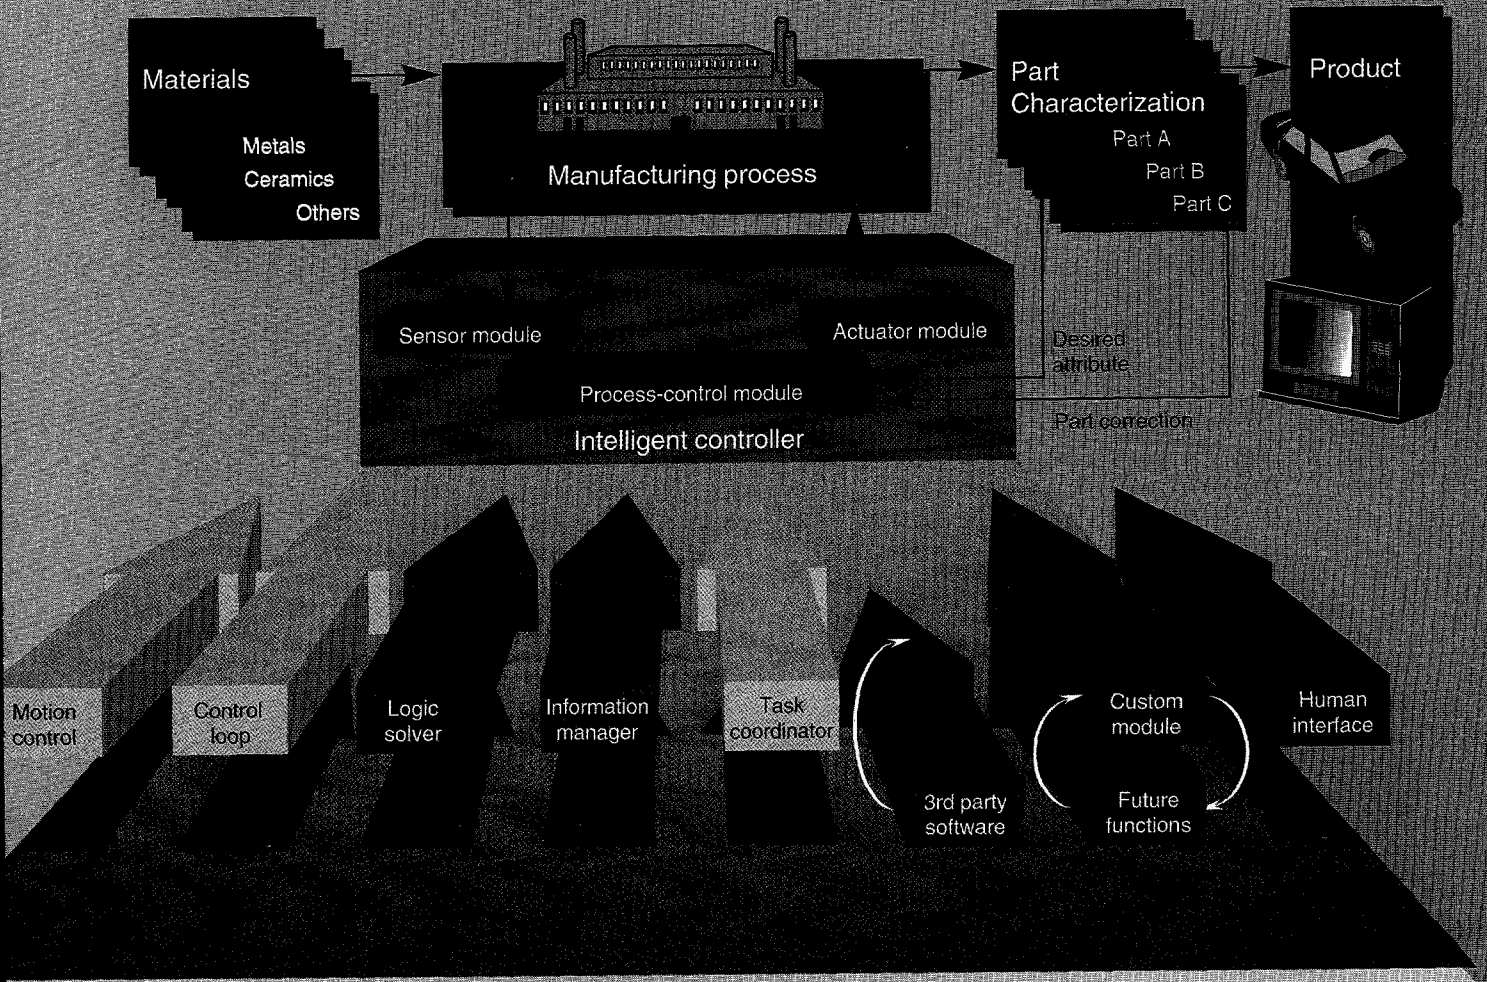 Materials
Metals
Ceramics
Others
Manufacturing process
Part
Characterization
Part A
Part B
Part C
Product
Sensor module
Actuator module
Process-control module
Intelligent controller
Desired
attribute
Part correction
Motion
control
Control
loop
Logic
solver
Information
manager
Task
coordinator
3rd party
software
Custom
module
Future
functions
Human
interface